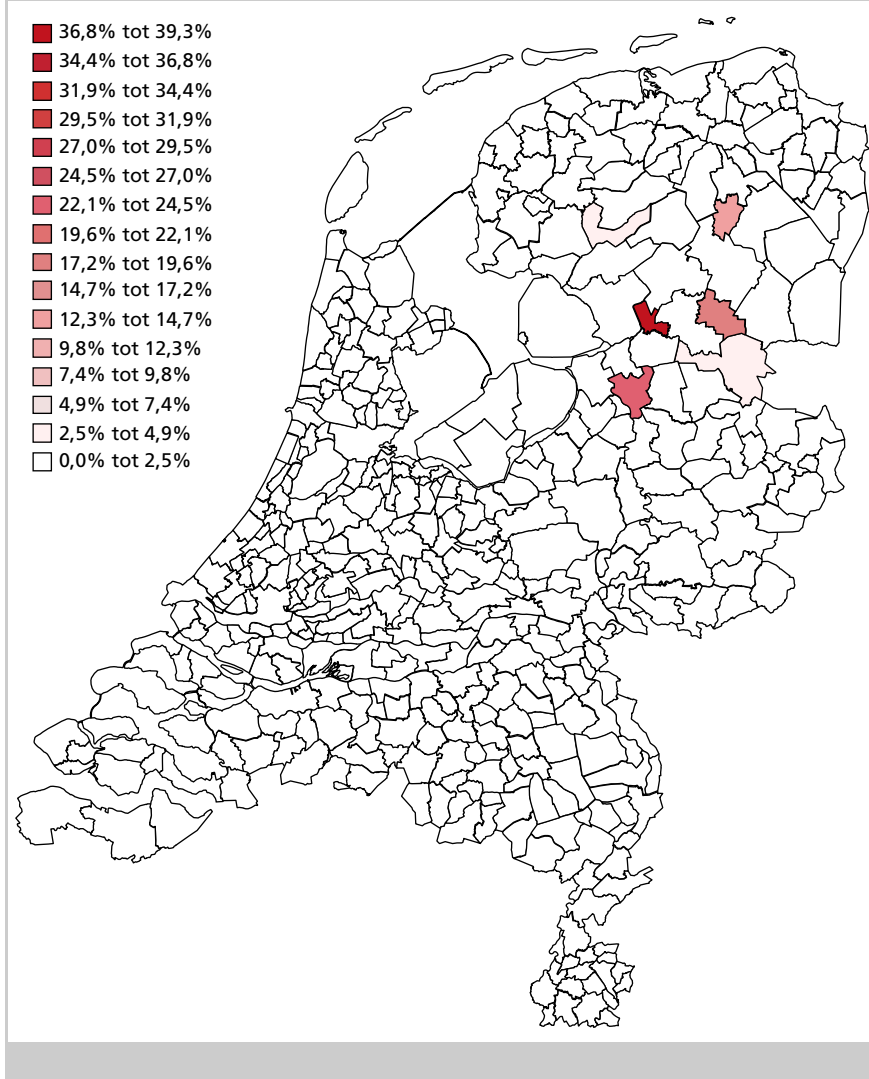 36,8% tot 39,3%
34,4% tot 36,8%
31,9% tot 34,4%
29,5% tot 31,9%
27,0% tot 29,5%
24,5% tot 27,0%
22,1% tot 24,5%
19,6% tot 22,1%
17,2% tot 19,6%
14,7% tot 17,2%
12,3% tot 14,7%
9,8% tot 12,3%
7,4% tot 9,8%
4,9% tot 7,4%
2,5% tot 4,9%
0,0% tot 2,5%